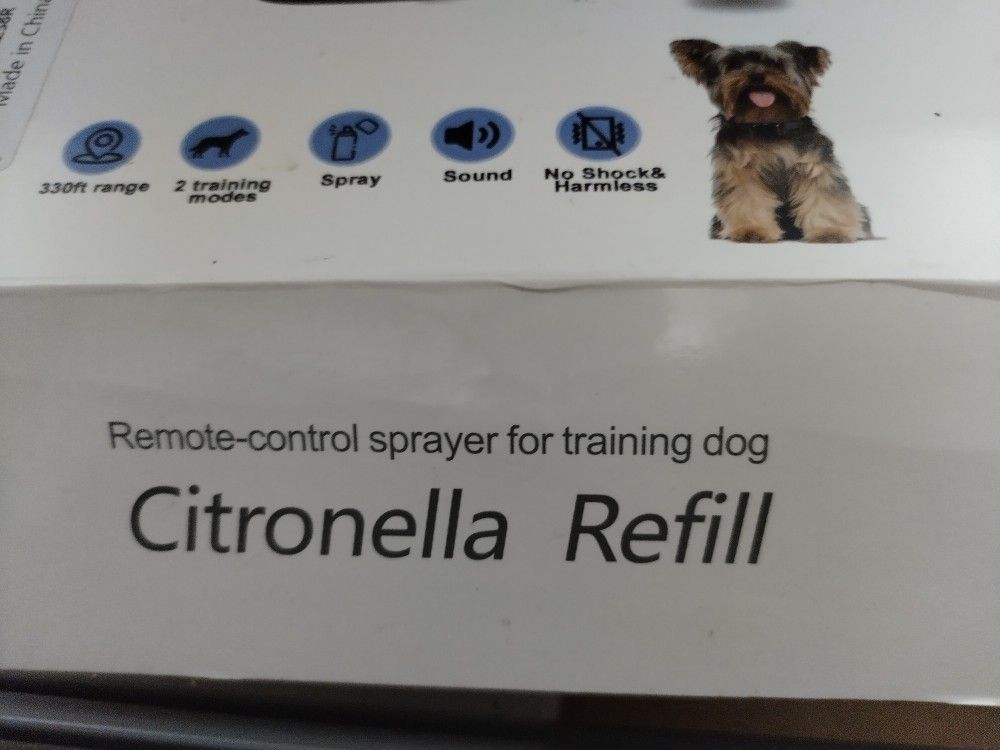 Made in China
330ft range
2 training
modes
Spray
Sound
No Shock&
Harmless
Remote-control sprayer for training dog
Citronella Refill